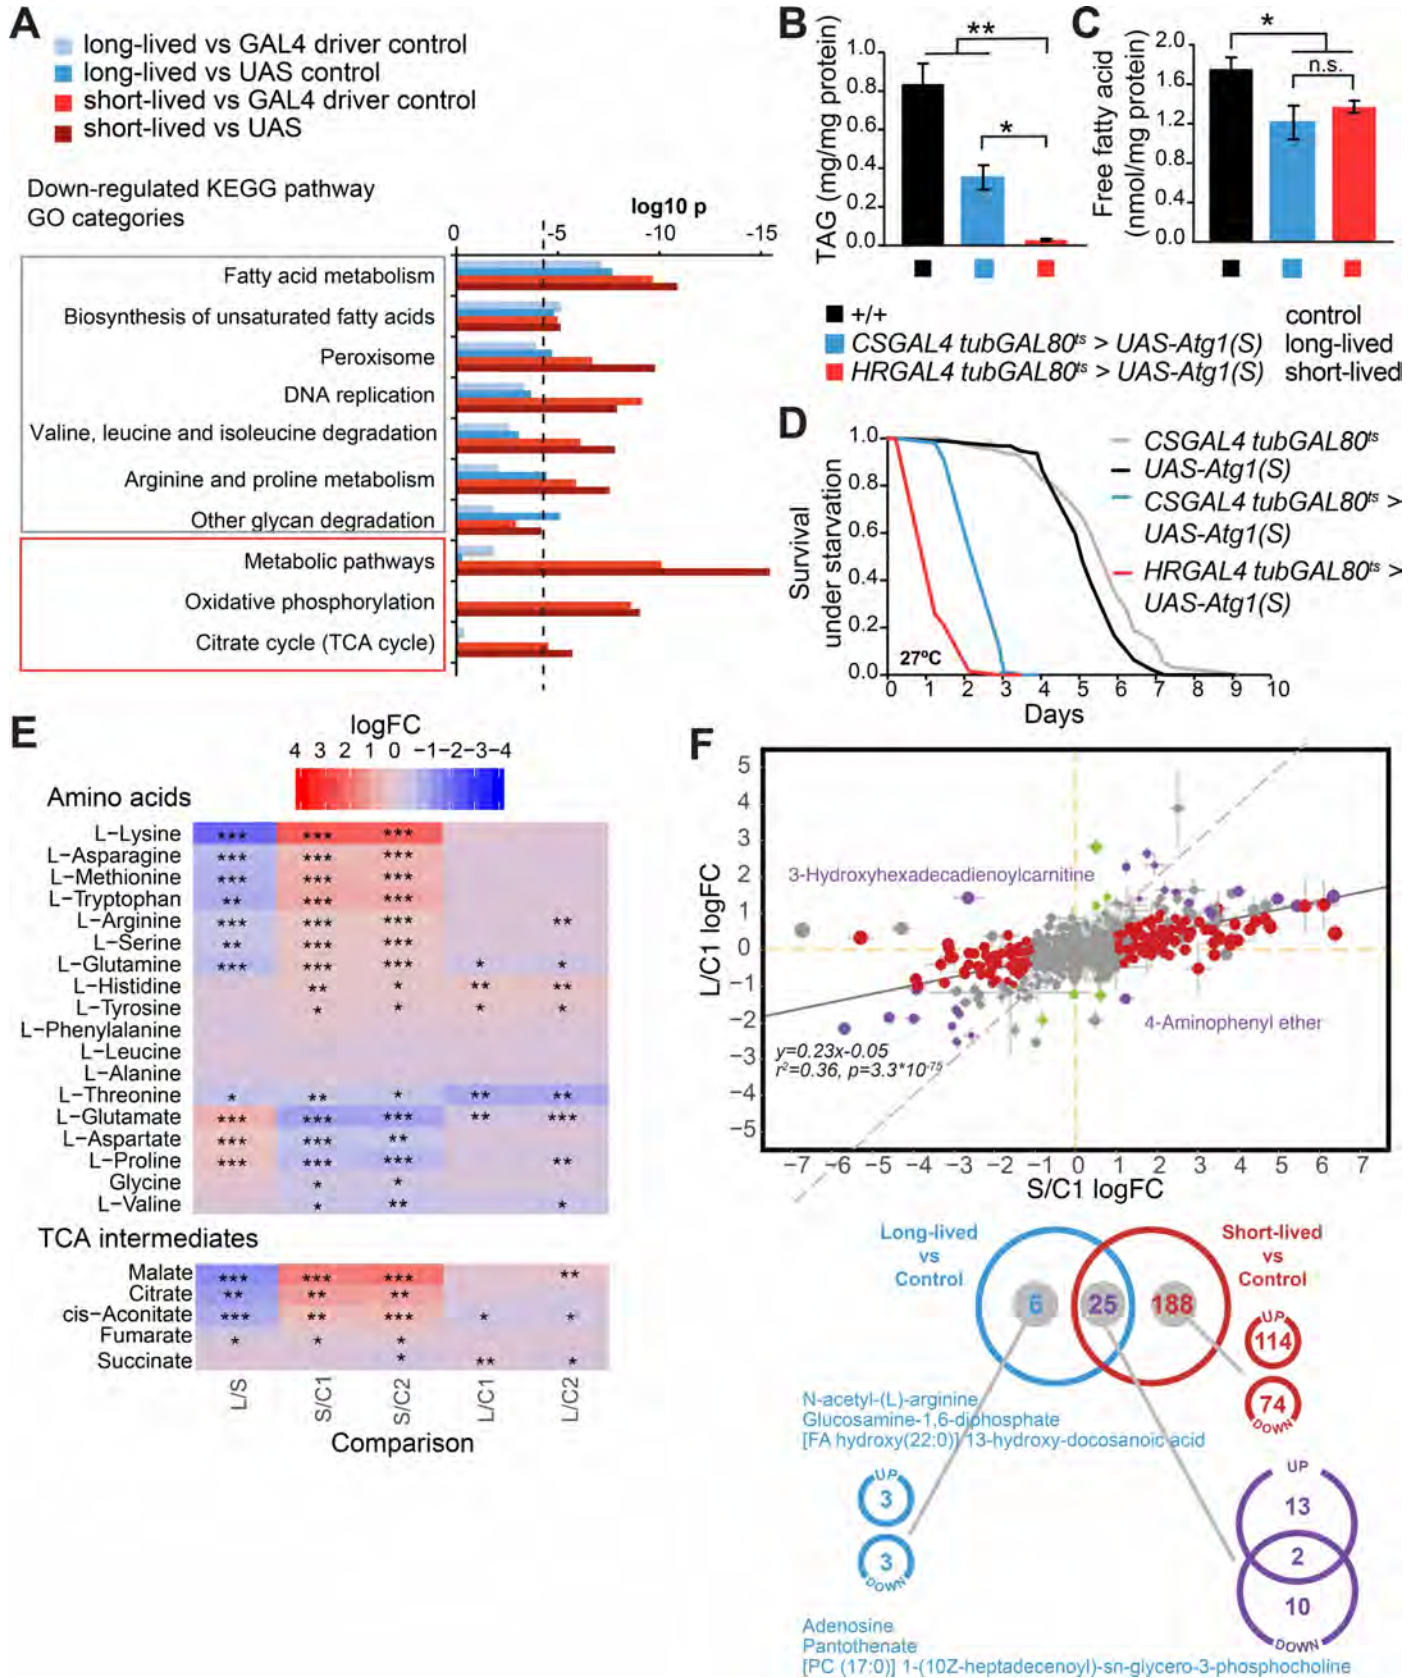 A
long-lived vs GAL4 driver control
long-lived vs UAS control
short-lived vs GAL4 driver control
short-lived vs UAS
Down-regulated KEGG pathway
GO categories
log10 p
0 -5 -10 -15
Fatty acid metabolism
Biosynthesis of unsaturated fatty acids
Peroxisome
DNA replication
Valine, leucine and isoleucine degradation
Arginine and proline metabolism
Other glycan degradation
Metabolic pathways
Oxidative phosphorylation
Citrate cycle (TCA cycle)
B
TAG (mg/mg protein)
1.0
0.8
0.6
0.4
0.2
0.0
**
*
C
Free fatty acid
(nmol/mg protein)
2.0
1.6
1.2
0.8
0.4
0.0
*
n.s.
+/+ control
CSGAL4 tubGAL80ts > UAS-Atg1(S) long-lived
HRGAL4 tubGAL80ts > UAS-Atg1(S) short-lived
D
Survival
under starvation
1.0
0.8
0.6
0.4
0.2
0.0
27ºC
0 1 2 3 4 5 6 7 8 9 10
Days
CSGAL4 tubGAL80ts
UAS-Atg1(S)
CSGAL4 tubGAL80ts >
UAS-Atg1(S)
HRGAL4 tubGAL80ts >
UAS-Atg1(S)
E
logFC
4 3 2 1 0 −1−2−3−4
Amino acids
L−Lysine *** *** ***
L−Asparagine *** *** ***
L−Methionine *** *** ***
L−Tryptophan ** *** ***
L−Arginine *** *** *** **
L−Serine ** *** ***
L−Glutamine *** *** *** * *
L−Histidine ** * ** **
L−Tyrosine * * * *
L−Phenylalanine
L−Leucine
L−Alanine
L−Threonine * ** * ** **
L−Glutamate *** *** *** ** ***
L−Aspartate *** *** **
L−Proline *** *** *** **
Glycine * *
L−Valine * ** *
TCA intermediates
Malate *** *** *** **
Citrate ** ** **
cis−Aconitate *** ** *** * *
Fumarate * * *
Succinate * ** *
L/S S/C1 S/C2 L/C1 L/C2
Comparison
F
L/C1 logFC
5
4
3
2
1
0
−1
−2
−3
−4
−5
3-Hydroxyhexadecadienoylcarnitine
4-Aminophenyl ether
y=0.23x-0.05
r2=0.36, p=3.3*10-75
−7 −6 −5 −4 −3 −2 −1 0 1 2 3 4 5 6 7
S/C1 logFC
Long-lived
vs
Control
Short-lived
vs
Control
6 25 188
UP
114
74
DOWN
N-acetyl-(L)-arginine
Glucosamine-1,6-diphosphate
[FA hydroxy(22:0)] 13-hydroxy-docosanoic acid
UP
3
3
DOWN
UP
13
2
10
DOWN
Adenosine
Pantothenate
[PC (17:0)] 1-(10Z-heptadecenoyl)-sn-glycero-3-phosphocholine